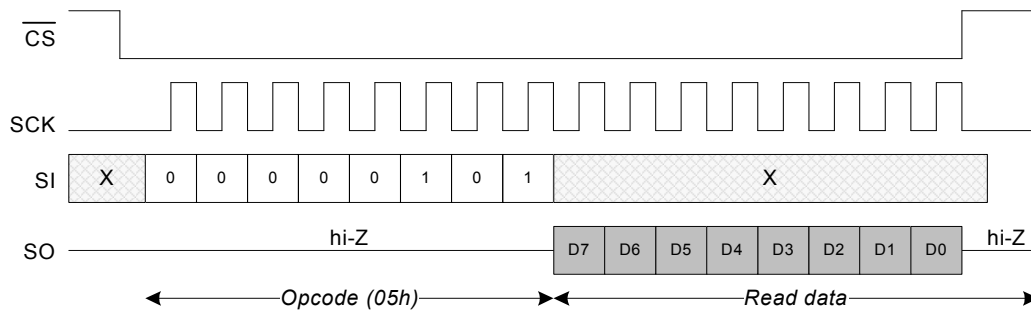 CS
SCK
SI X 0 0 0 0 0 1 0 1 X
SO hi-Z D7 D6 D5 D4 D3 D2 D1 D0 hi-Z
Opcode (05h) Read data